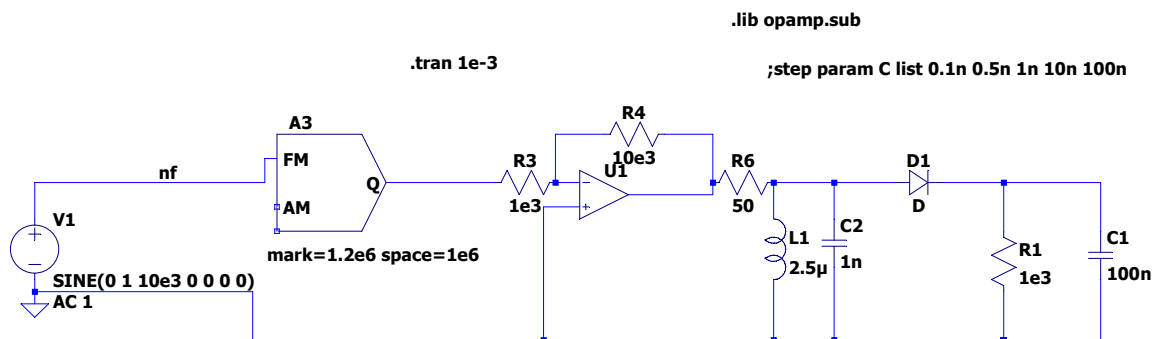 .lib opamp.sub
.tran 1e-3
;step param C list 0.1n 0.5n 1n 10n 100n
A3
FM
AM
Q
mark=1.2e6 space=1e6
nf
V1
SINE(0 1 10e3 0 0 0 0)
AC 1
R3
1e3
R4
10e3
U1
R6
50
L1
2.5µ
C2
1n
D1
D
R1
1e3
C1
100n